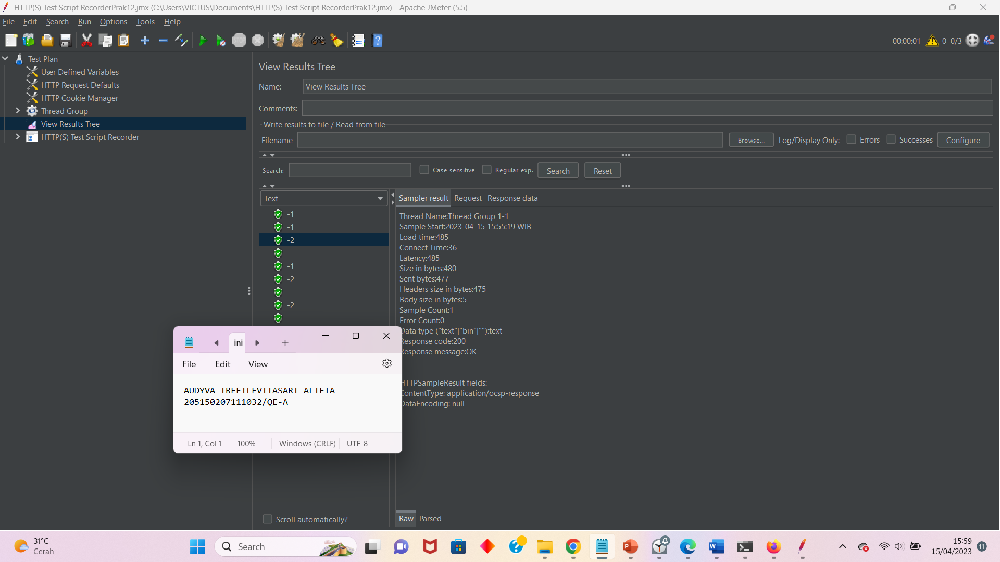 HTTP(S) Test Script RecorderPrak12.jmx (C:\Users\VICTUS\Documents\HTTP(S) Test Script RecorderPrak12.jmx) - Apache JMeter (5.5)
File Edit Search Run Options Tools Help
STOP
00:00:01 0 0/3
Test Plan
User Defined Variables
HTTP Request Defaults
HTTP Cookie Manager
Thread Group
View Results Tree
HTTP(S) Test Script Recorder
View Results Tree
Name: View Results Tree
Comments:
Write results to file / Read from file
Filename Browse... Log/Display Only: Errors Successes Configure
Search: Case sensitive Regular exp. Search Reset
Text
-1
-1
-2
-1
-2
-2
Scroll automatically?
Sampler result Request Response data
Thread Name:Thread Group 1-1
Sample Start:2023-04-15 15:55:19 WIB
Load time:485
Connect Time:36
Latency:485
Size in bytes:480
Sent bytes:477
Headers size in bytes:475
Body size in bytes:5
Sample Count:1
Error Count:0
Data type ("text"|"bin"|""):text
Response code:200
Response message:OK
HTTPSampleResult fields:
ContentType: application/ocsp-response
DataEncoding: null
Raw Parsed
ini
File Edit View
AUDYVA IREFILEVITASARI ALIFIA
205150207111032/QE-A
Ln 1, Col 1 100% Windows (CRLF) UTF-8
31°C
Cerah
Search
15:59
15/04/2023
11